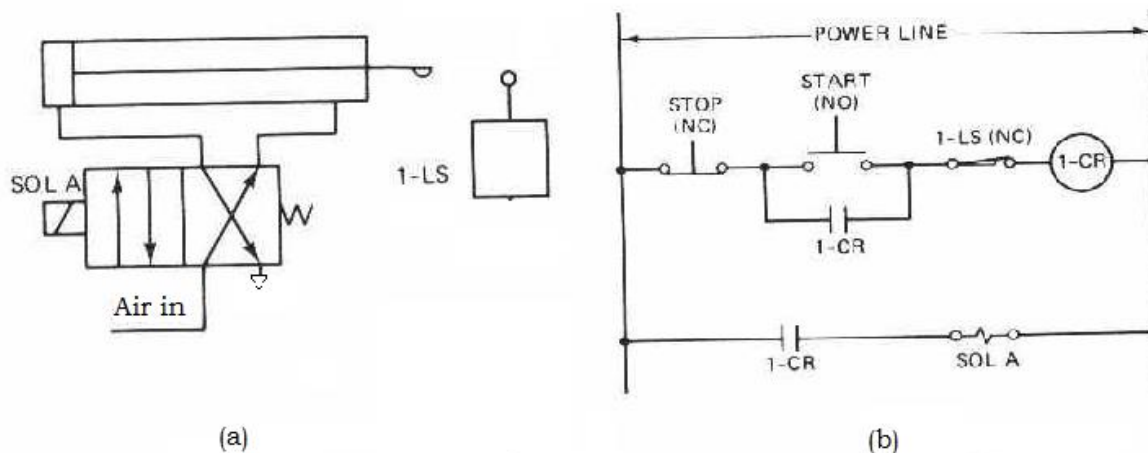 SOL A
1-LS
Air in
(a)
POWER LINE
STOP
(NC)
START
(NO)
1-LS (NC)
1-CR
1-CR
1-CR
SOL A
(b)